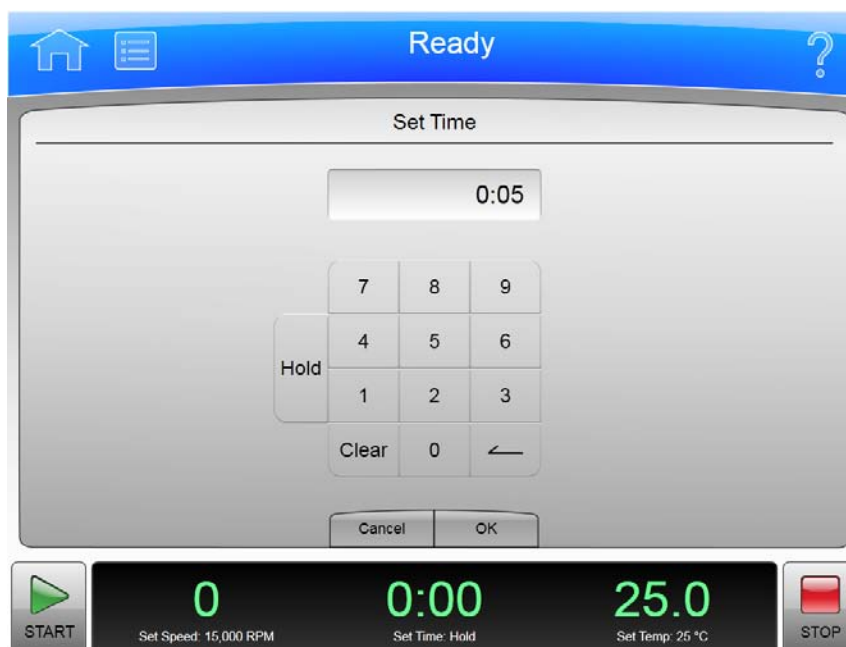 Ready
?
Set Time
0:05
7 8 9
4 5 6
Hold
1 2 3
Clear 0
Cancel OK
0 0:00 25.0
START Set Speed: 15,000 RPM Set Time: Hold Set Temp: 25 °C STOP